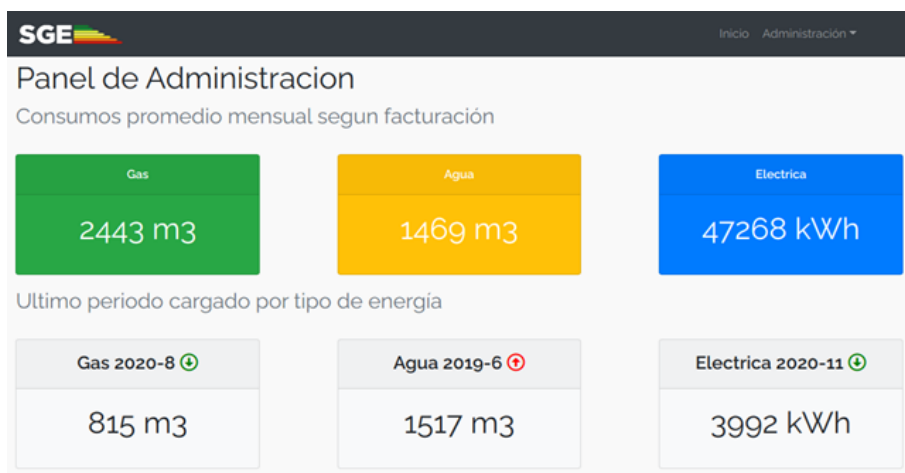 SGE
Inicio Administración
Panel de Administracion
Consumos promedio mensual segun facturación
Gas Agua Electrica
2443 m3 1469 m3 47268 kWh
Ultimo periodo cargado por tipo de energía
Gas 2020-8 Agua 2019-6 Electrica 2020-11
815 m3 1517 m3 3992 kWh